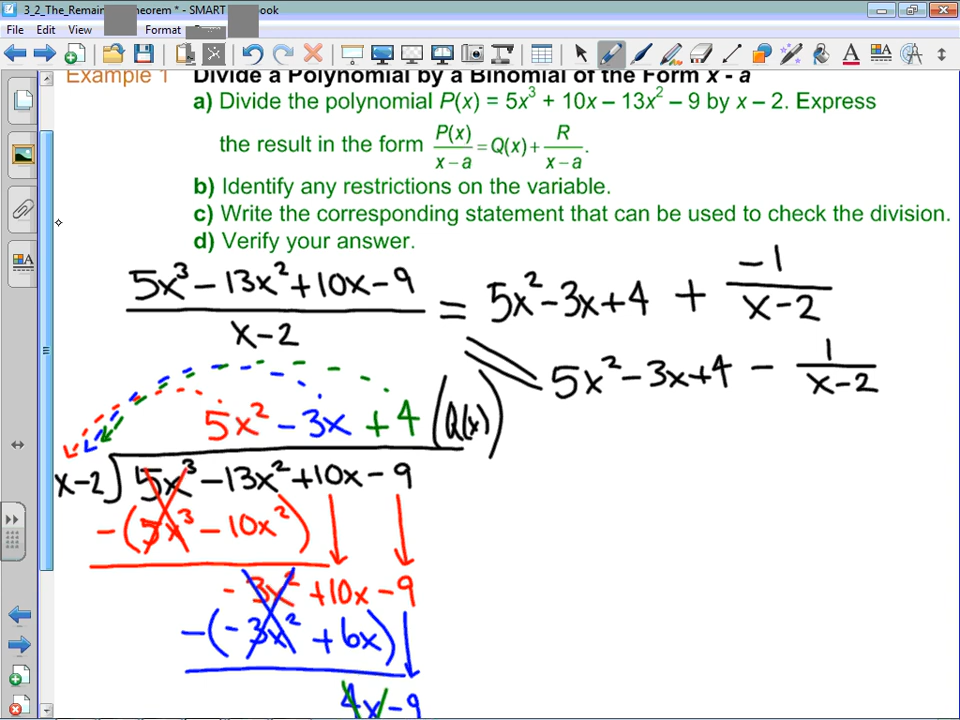 3_2_The_Remain heorem * - SMART ook
File Edit View Format
Example 1 Divide a Polynomial by a Binomial of the Form x - a
a) Divide the polynomial P(x) = 5x³ + 10x – 13x² – 9 by x – 2. Express
the result in the form P(x)/x – a = Q(x) + R/x – a.
b) Identify any restrictions on the variable.
c) Write the corresponding statement that can be used to check the division.
d) Verify your answer.
5x³ – 13x² + 10x – 9 / x – 2 = 5x² – 3x + 4 + –1 / x – 2
= 5x² – 3x + 4 – 1 / x – 2
5x² – 3x + 4 (Q(x))
x – 2 5x³ – 13x² + 10x – 9
– (5x³ – 10x²)
– 3x² + 10x – 9
– (– 3x² + 6x)
4x – 9